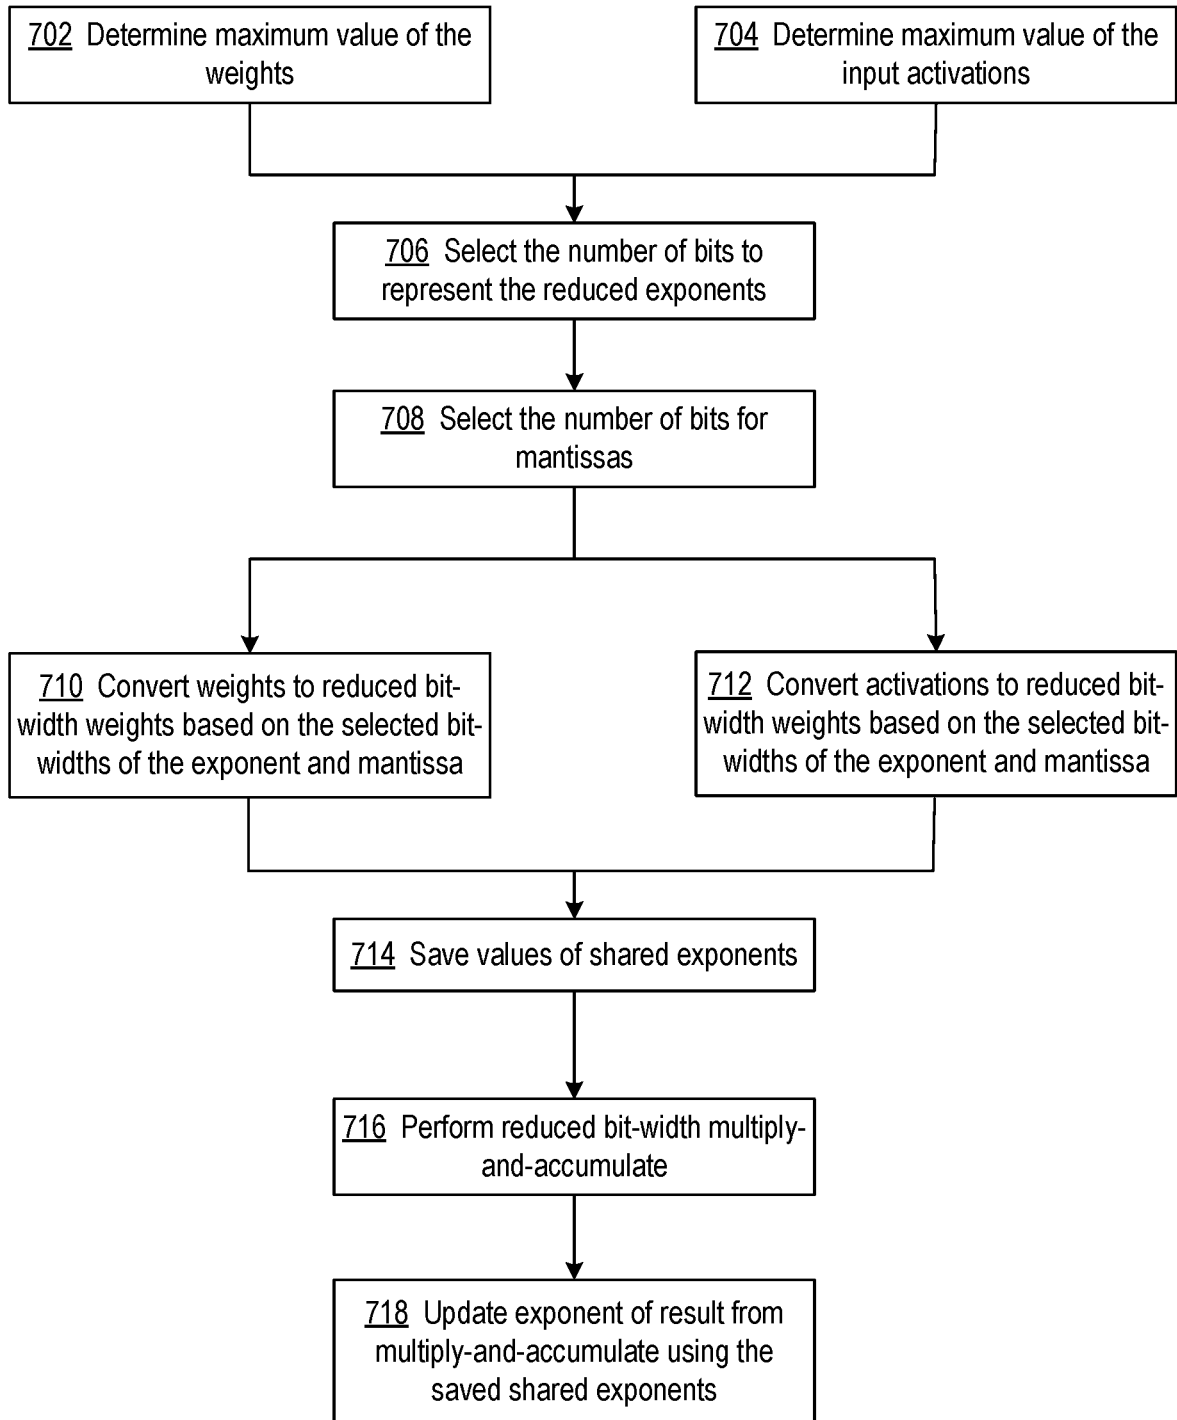 702 Determine maximum value of the
weights
704 Determine maximum value of the
input activations
706 Select the number of bits to
represent the reduced exponents
708 Select the number of bits for
mantissas
710 Convert weights to reduced bit-
width weights based on the selected bit-
widths of the exponent and mantissa
712 Convert activations to reduced bit-
width weights based on the selected bit-
widths of the exponent and mantissa
714 Save values of shared exponents
716 Perform reduced bit-width multiply-
and-accumulate
718 Update exponent of result from
multiply-and-accumulate using the
saved shared exponents